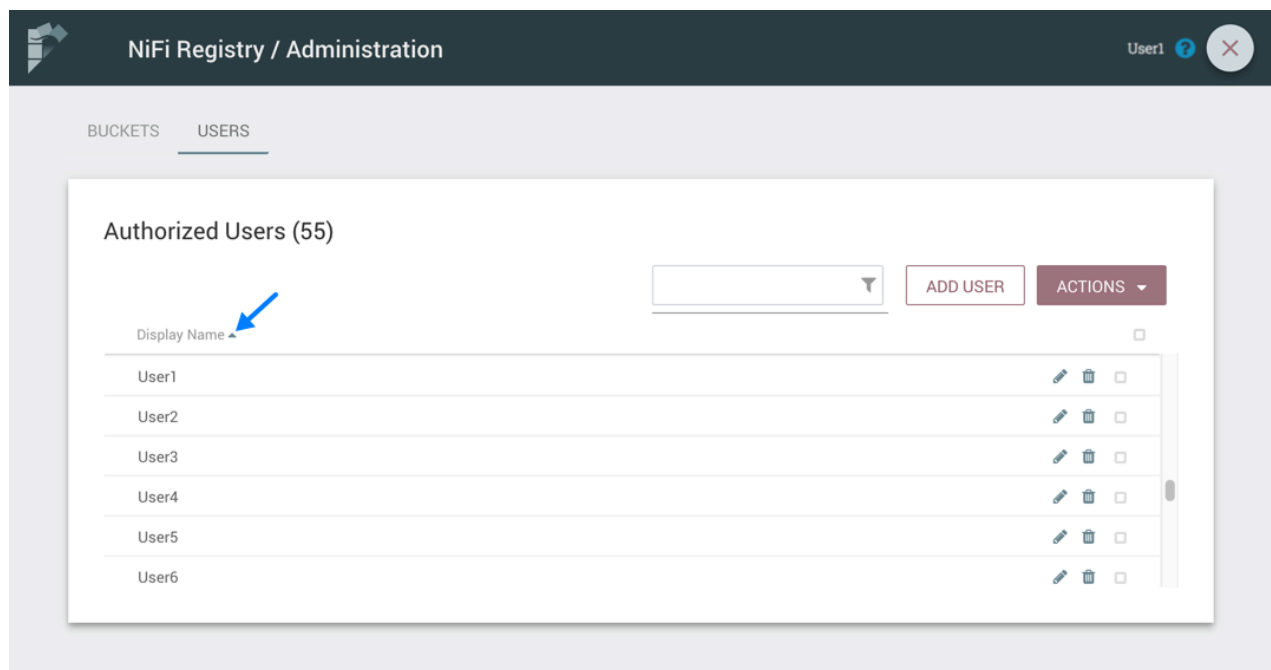 NiFi Registry / Administration
User1
BUCKETS USERS
Authorized Users (55)
ADD USER ACTIONS
Display Name
User1
User2
User3
User4
User5
User6